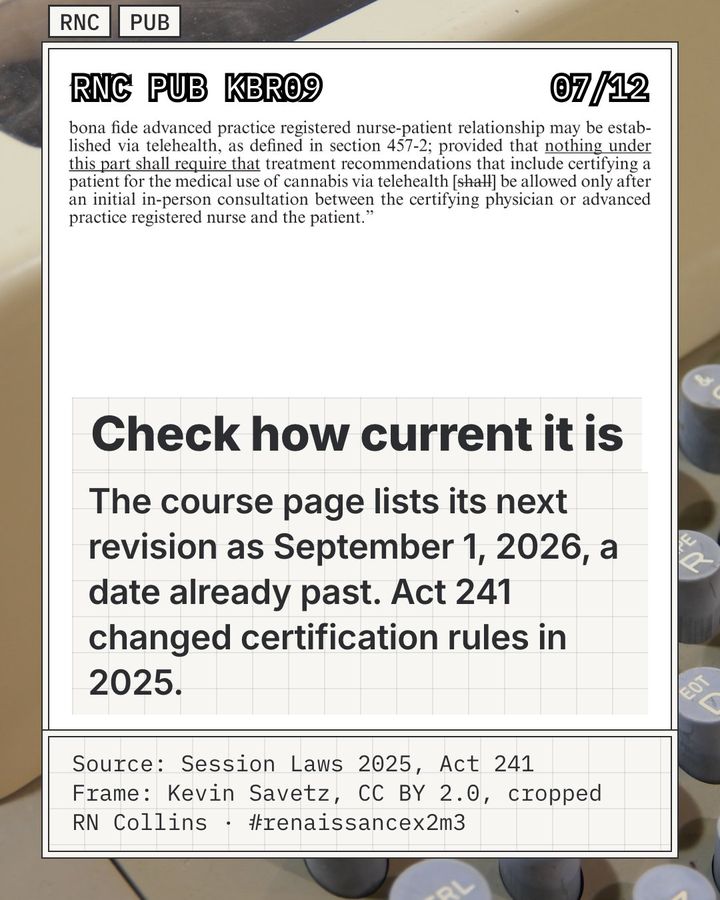 RNC PUB
RNC PUB KBR09 07/12
bona fide advanced practice registered nurse-patient relationship may be estab-
lished via telehealth, as defined in section 457-2; provided that nothing under
this part shall require that treatment recommendations that include certifying a
patient for the medical use of cannabis via telehealth [shall] be allowed only after
an initial in-person consultation between the certifying physician or advanced
practice registered nurse and the patient.”
Check how current it is
The course page lists its next
revision as September 1, 2026, a
date already past. Act 241
changed certification rules in
2025.
Source: Session Laws 2025, Act 241
Frame: Kevin Savetz, CC BY 2.0, cropped
RN Collins · #renaissancex2m3
&
R
EOT
D